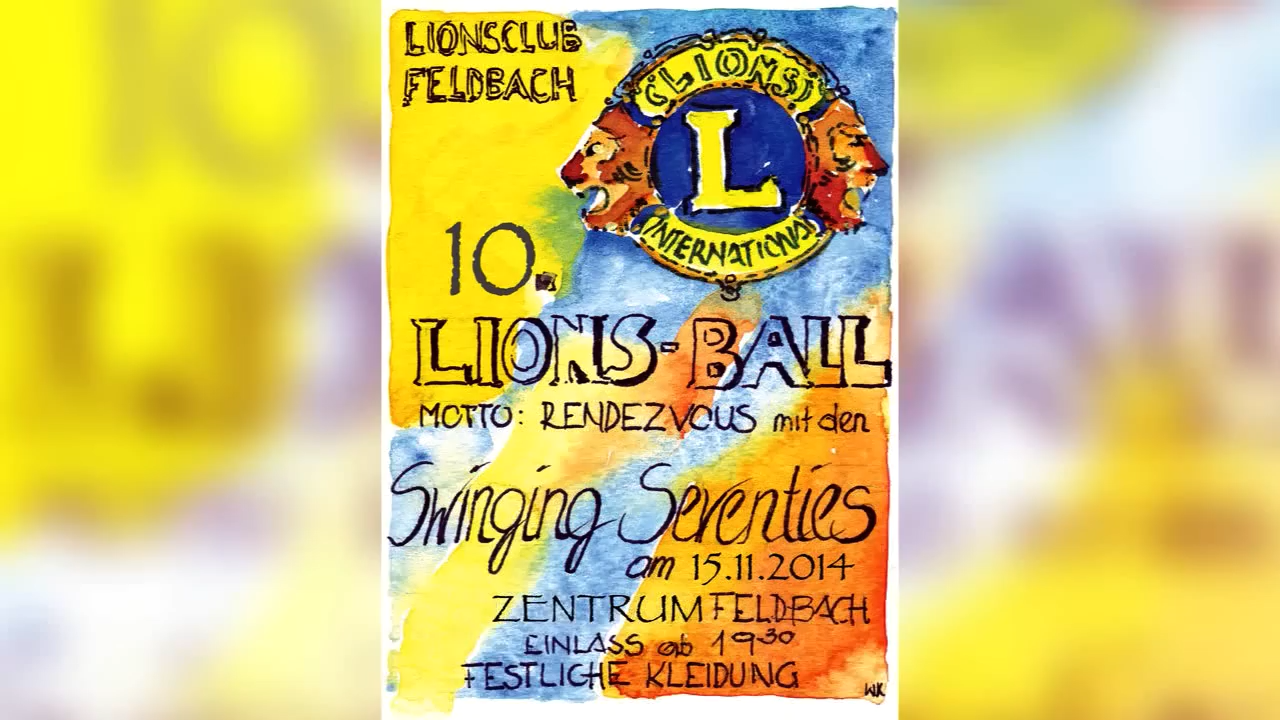 LIONSCLUB
FELDBACH
LIONS
L
INTERNATIONAL
10.
LIONS-BALL
MOTTO: RENDEZVOUS mit den
Swinging Seventies
am 15.11.2014
ZENTRUM FELDBACH
EINLASS ab 19³⁰
FESTLICHE KLEIDUNG
WK